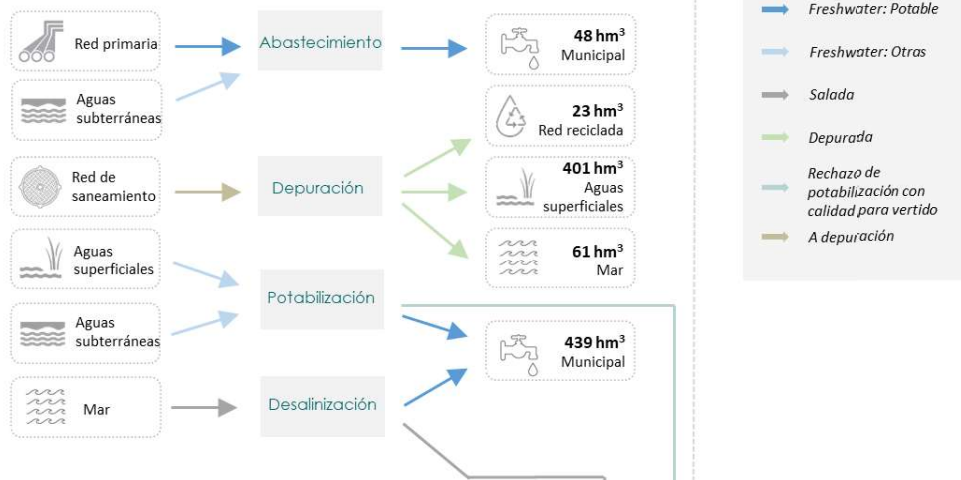 Red primaria
Abastecimiento
48 hm³
Municipal
Aguas
subterráneas
23 hm³
Red reciclada
Red de
saneamiento
Depuración
401 hm³
Aguas
superficiales
61 hm³
Mar
Aguas
superficiales
Potabilización
Aguas
subterráneas
439 hm³
Municipal
Mar
Desalinización
Freshwater: Potable
Freshwater: Otras
Salada
Depurada
Rechazo de
potabilización con
calidad para vertido
A depuración